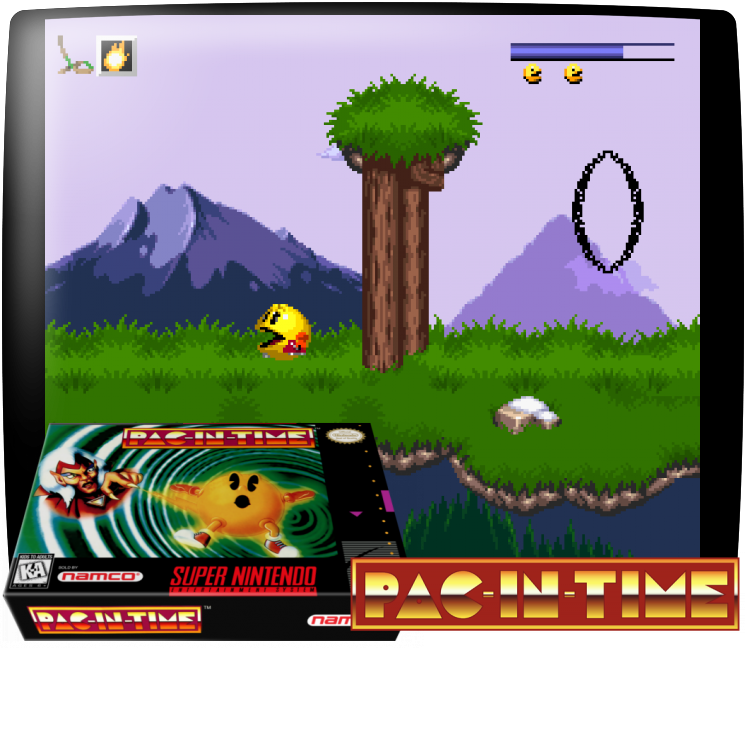 PAC-IN-TIME
KIDS TO ADULTS
K-A
SOLD BY
namco
SUPER NINTENDO
ENTERTAINMENT SYSTEM
PAC-IN-TIME™
nam
PAC-IN-TIME